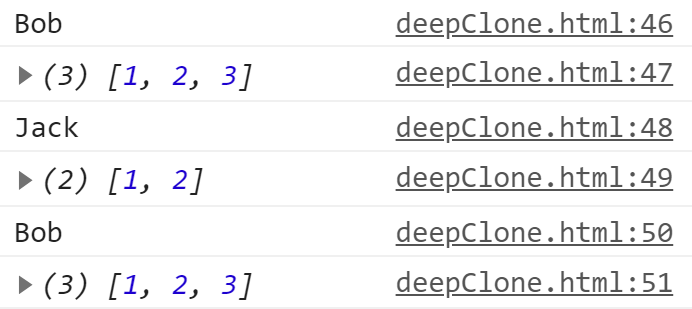 Bob deepClone.html:46
▶ (3) [1, 2, 3] deepClone.html:47
Jack deepClone.html:48
▶ (2) [1, 2] deepClone.html:49
Bob deepClone.html:50
▶ (3) [1, 2, 3] deepClone.html:51